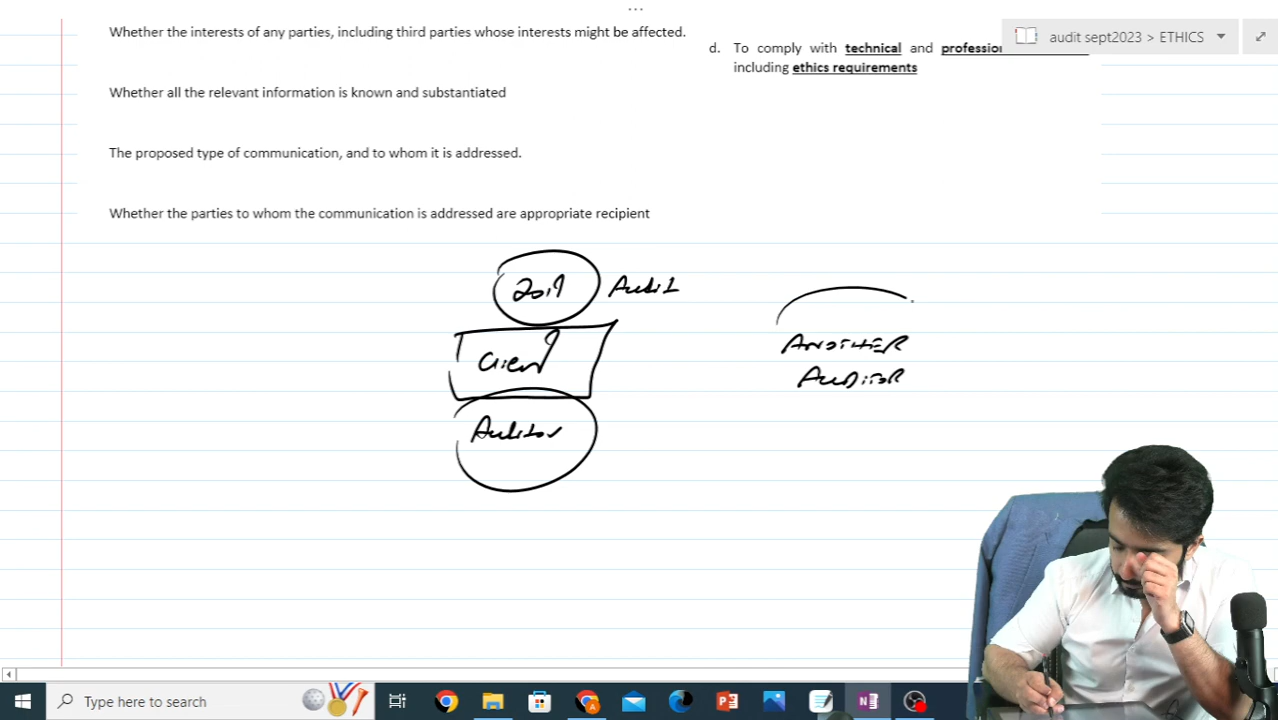 Whether the interests of any parties, including third parties whose interests might be affected.
audit sept2023 > ETHICS
d. To comply with technical and profession
including ethics requirements
Whether all the relevant information is known and substantiated
The proposed type of communication, and to whom it is addressed.
Whether the parties to whom the communication is addressed are appropriate recipient
2019 Audit
Client
Auditor
ANOTHER
AUDITOR
Type here to search